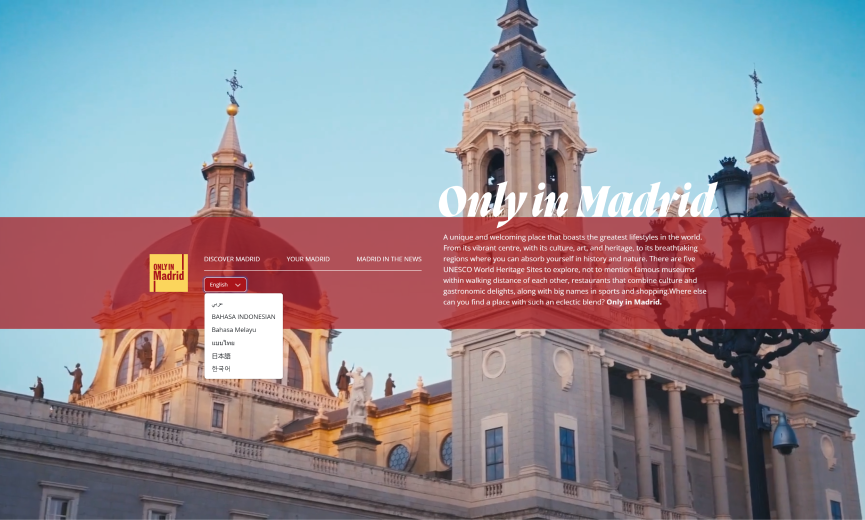 Only in Madrid
ONLY IN
Madrid
DISCOVER MADRID
YOUR MADRID
MADRID IN THE NEWS
English
عربي
BAHASA INDONESIAN
Bahasa Melayu
แบบไทย
日本語
한국어
A unique and welcoming place that boasts the greatest lifestyles in the world.
From its vibrant centre, with its culture, art, and heritage, to its breathtaking
regions where you can absorb yourself in history and nature. There are five
UNESCO World Heritage Sites to explore, not to mention famous museums
within walking distance of each other, restaurants that combine culture and
gastronomic delights, along with big names in sports and shopping.Where else
can you find a place with such an eclectic blend? Only in Madrid.